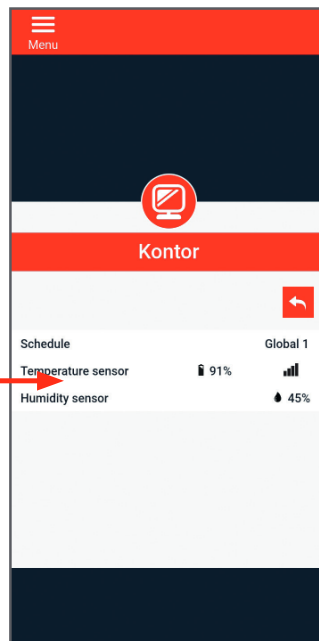 Menu
Kontor
Schedule Global 1
Temperature sensor 91%
Humidity sensor 45%